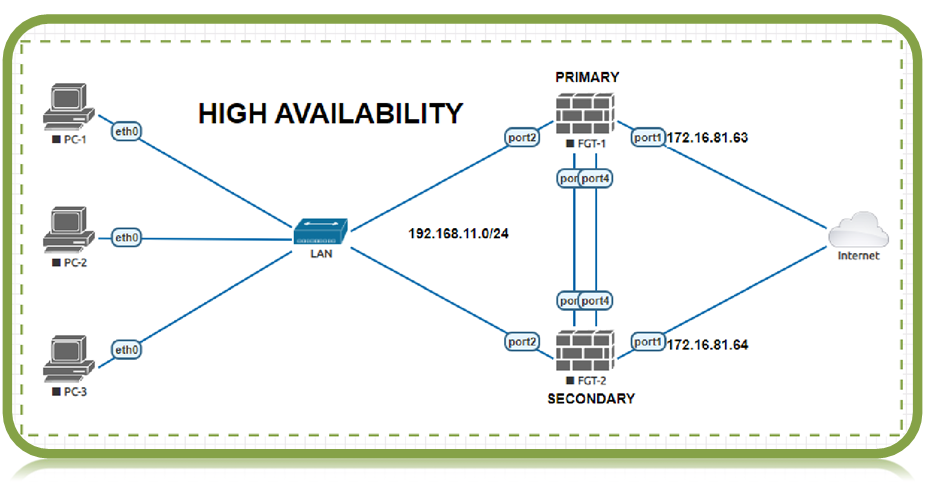 PRIMARY
HIGH AVAILABILITY
FGT-1
PC-1
eth0
port2
port1
172.16.81.63
port4
PC-2
eth0
LAN
192.168.11.0/24
Internet
port4
PC-3
eth0
port2
port1
172.16.81.64
FGT-2
SECONDARY